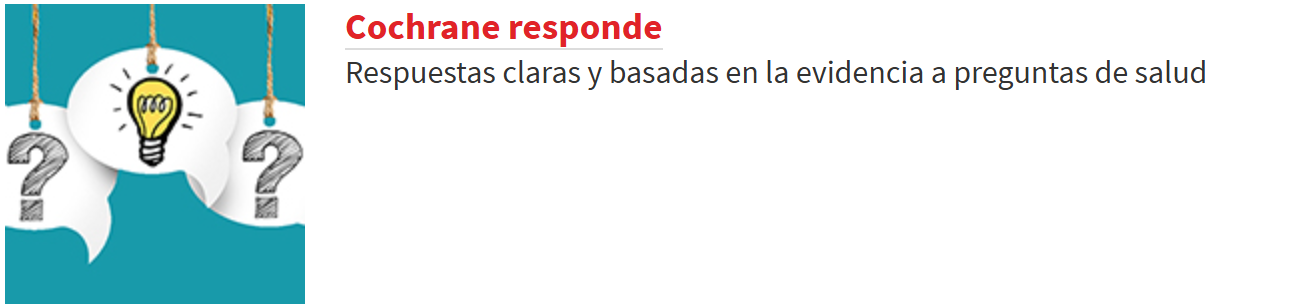 Cochrane responde
Respuestas claras y basadas en la evidencia a preguntas de salud
? ?